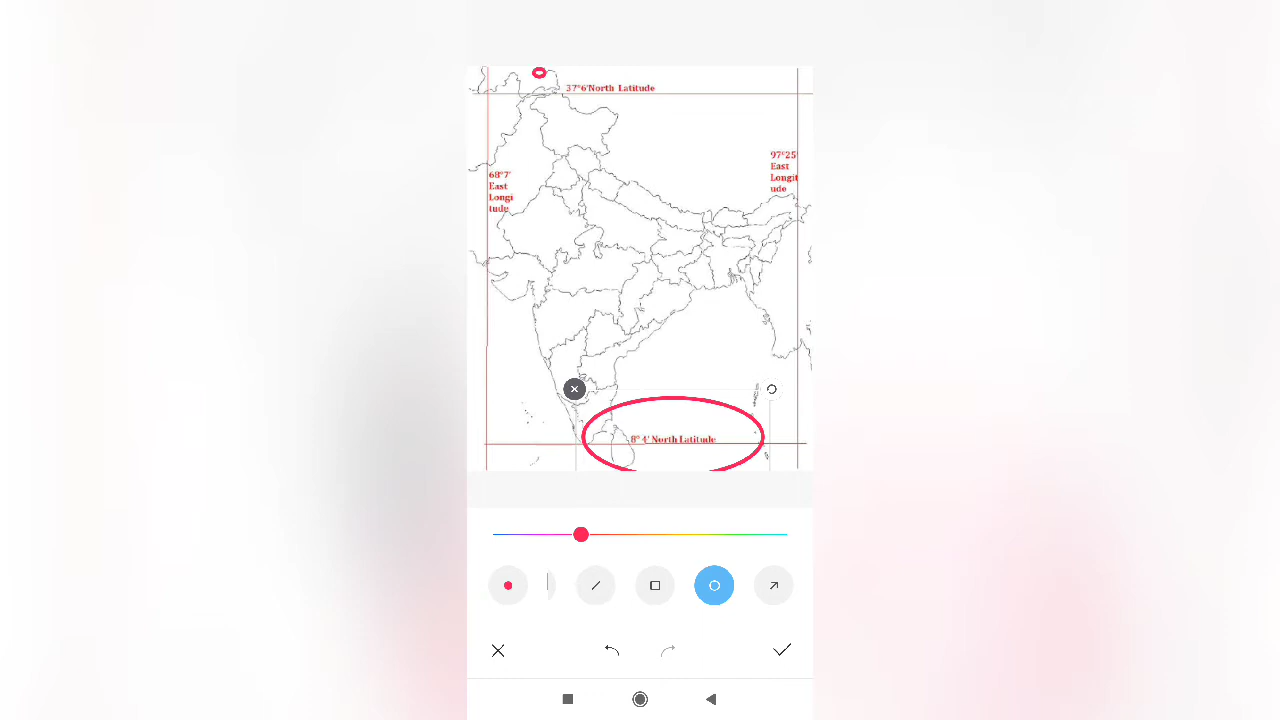 37°6'North Latitude
97°25'
East
Longit
ude
68°7'
East
Longi
tude
8° 4' North Latitude